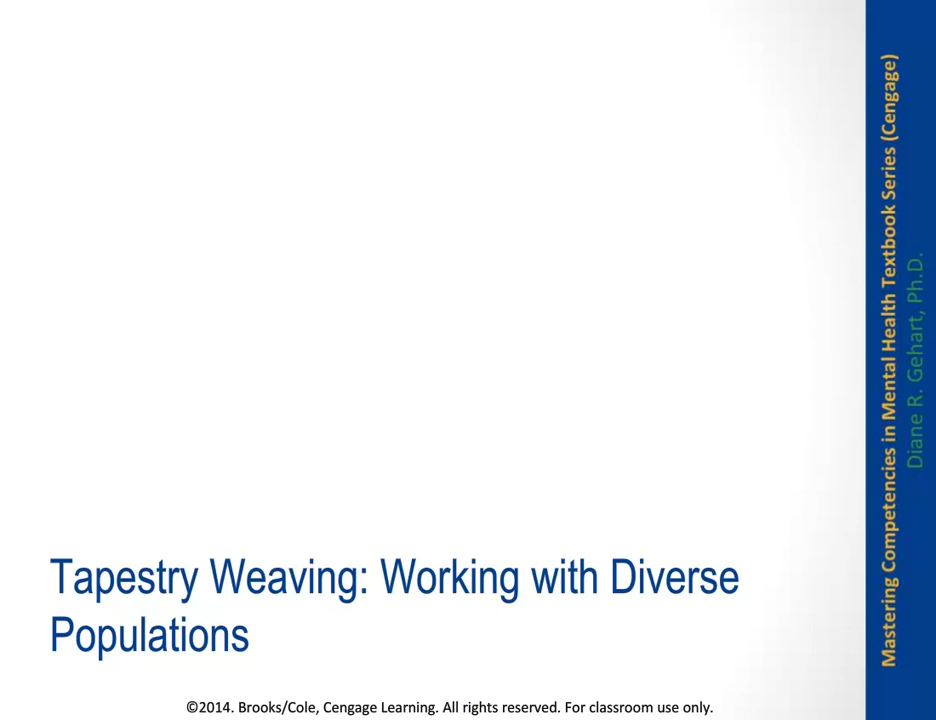 Tapestry Weaving: Working with Diverse
Populations
©2014. Brooks/Cole, Cengage Learning. All rights reserved. For classroom use only.
Mastering Competencies in Mental Health Textbook Series (Cengage)
Diane R. Gehart, Ph.D.